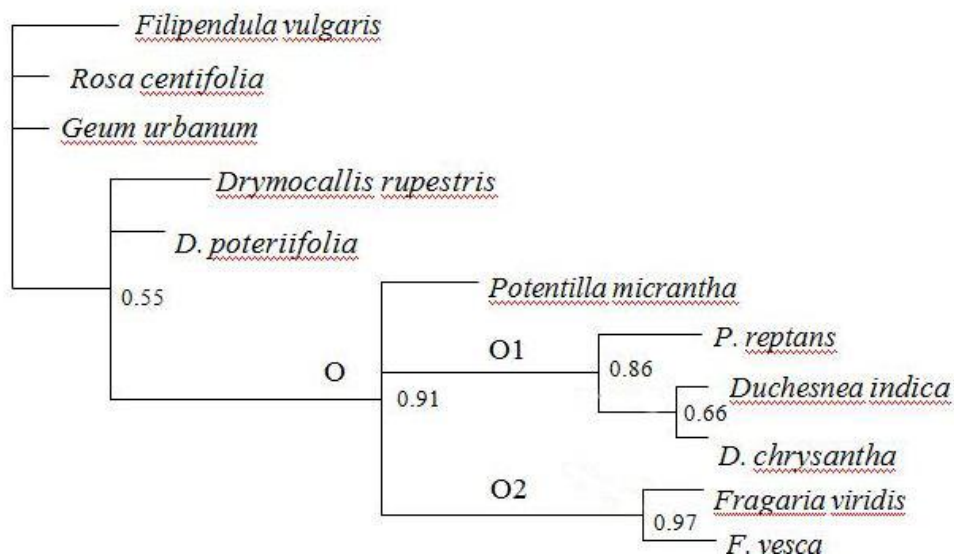 Filipendula vulgaris
Rosa centifolia
Geum urbanum
Drymocallis rupestris
D. poteriifolia
0.55
Potentilla micrantha
O
O1
P. reptans
0.86
0.91
Duchesnea indica
0.66
D. chrysantha
O2
Fragaria viridis
0.97
F. vesca